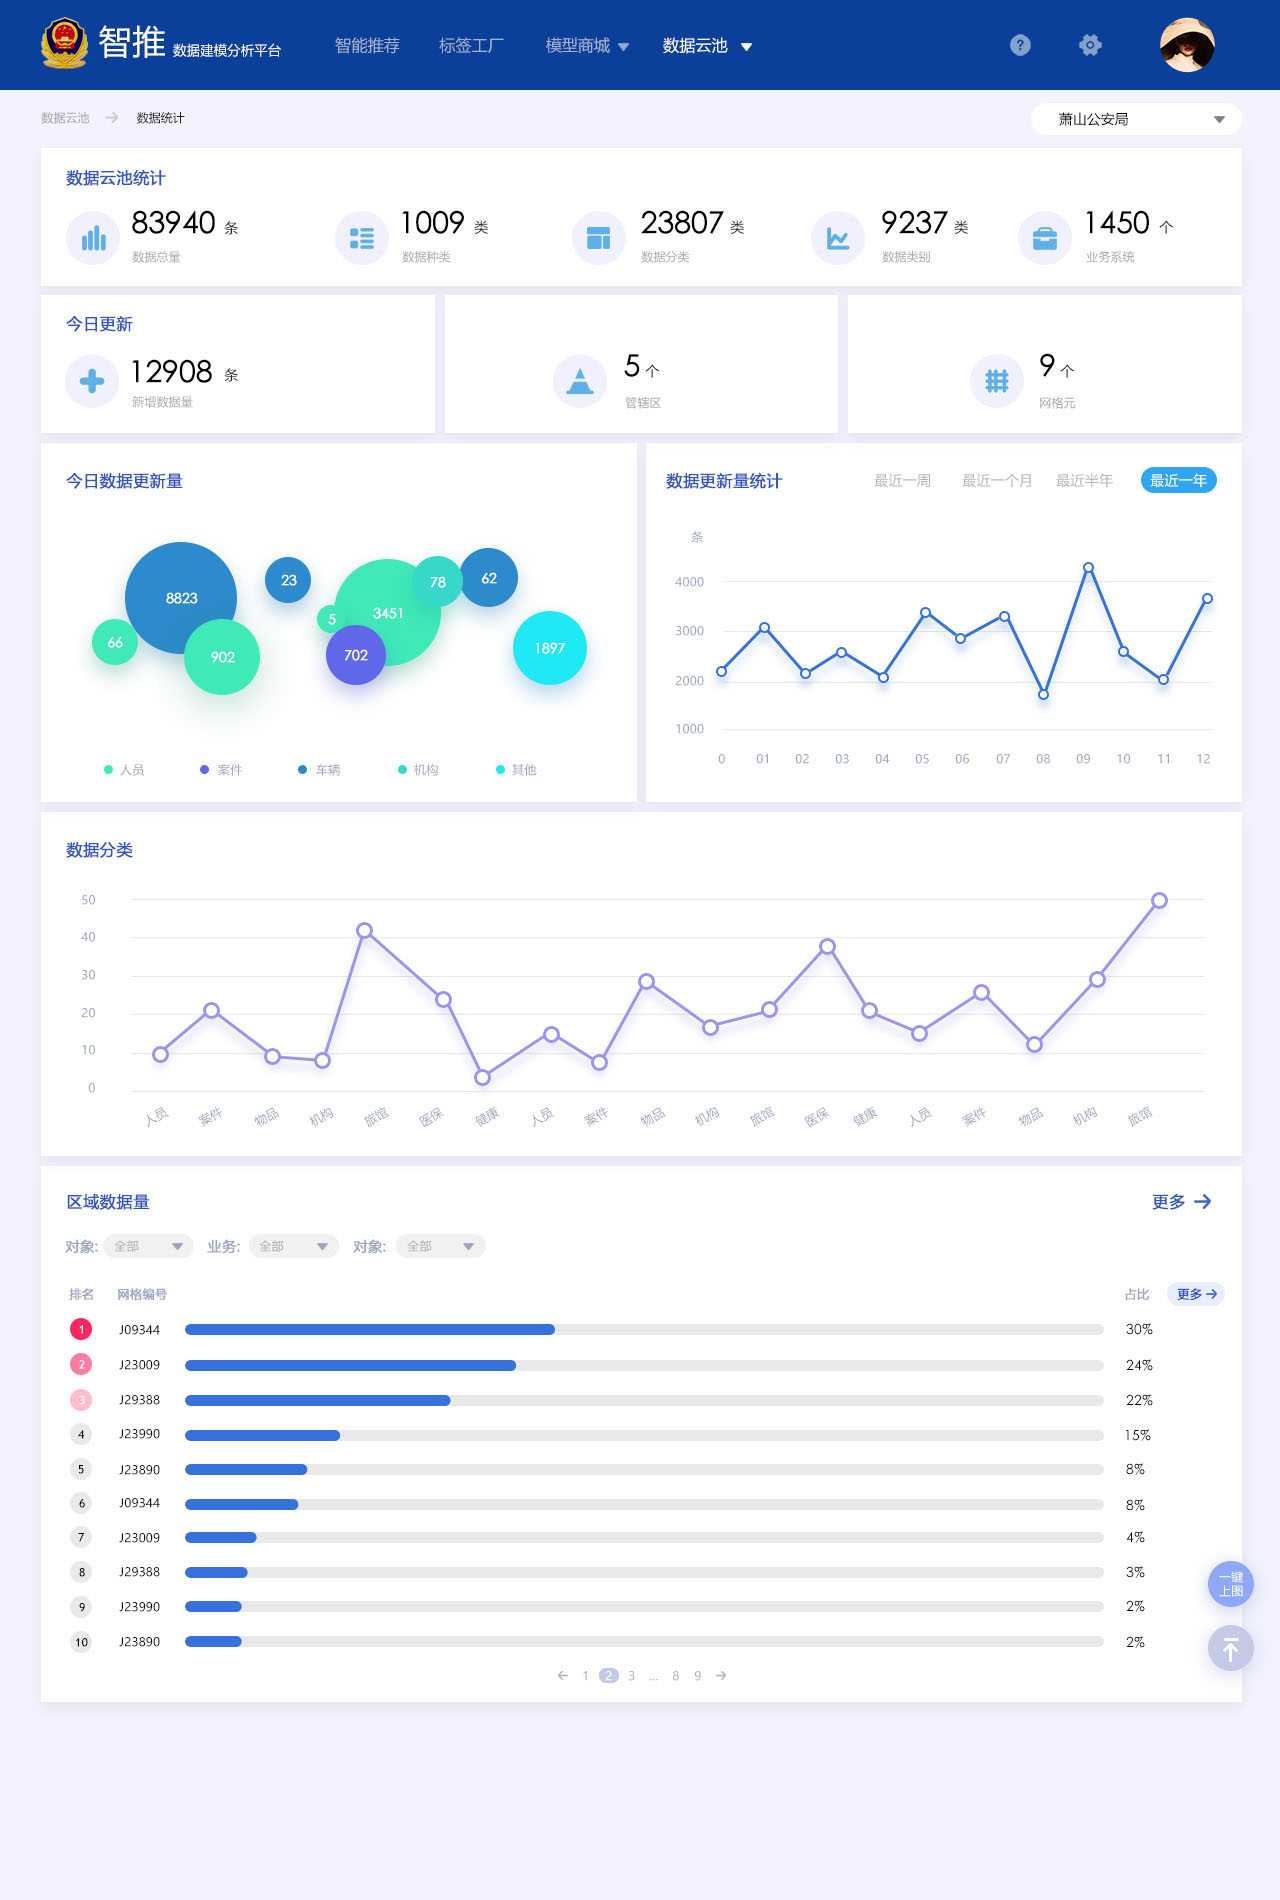 智推 数据建模分析平台 智能推荐 标签工厂 模型商城 数据云池 ?
数据云池 → 数据统计 萧山公安局
数据云池统计
83940 条 1009 类 23807 类 9237 类 1450 个
数据总量 数据种类 数据分类 数据类别 业务系统
今日更新
12908 条 5 个 9 个
新增数据量 管辖区 网格元
今日数据更新量
8823
66
902
23
5
3451
702
78
62
1897
人员 案件 车辆 机构 其他
数据更新量统计 最近一周 最近一个月 最近半年 最近一年
条
4000
3000
2000
1000
0 01 02 03 04 05 06 07 08 09 10 11 12
数据分类
50
40
30
20
10
0
人员 案件 物品 机构 旅馆 医保 健康 人员 案件 物品 机构 旅馆 医保 健康 人员 案件 物品 机构 旅馆
区域数据量 更多 →
对象: 全部 业务: 全部 对象: 全部
排名 网格编号 占比 更多 →
1 J09344 30%
2 J23009 24%
3 J29388 22%
4 J23990 15%
5 J23890 8%
6 J09344 8%
7 J23009 4%
8 J29388 3%
9 J23990 2%
10 J23890 2%
一键
上图
← 1 2 3 ... 8 9 →